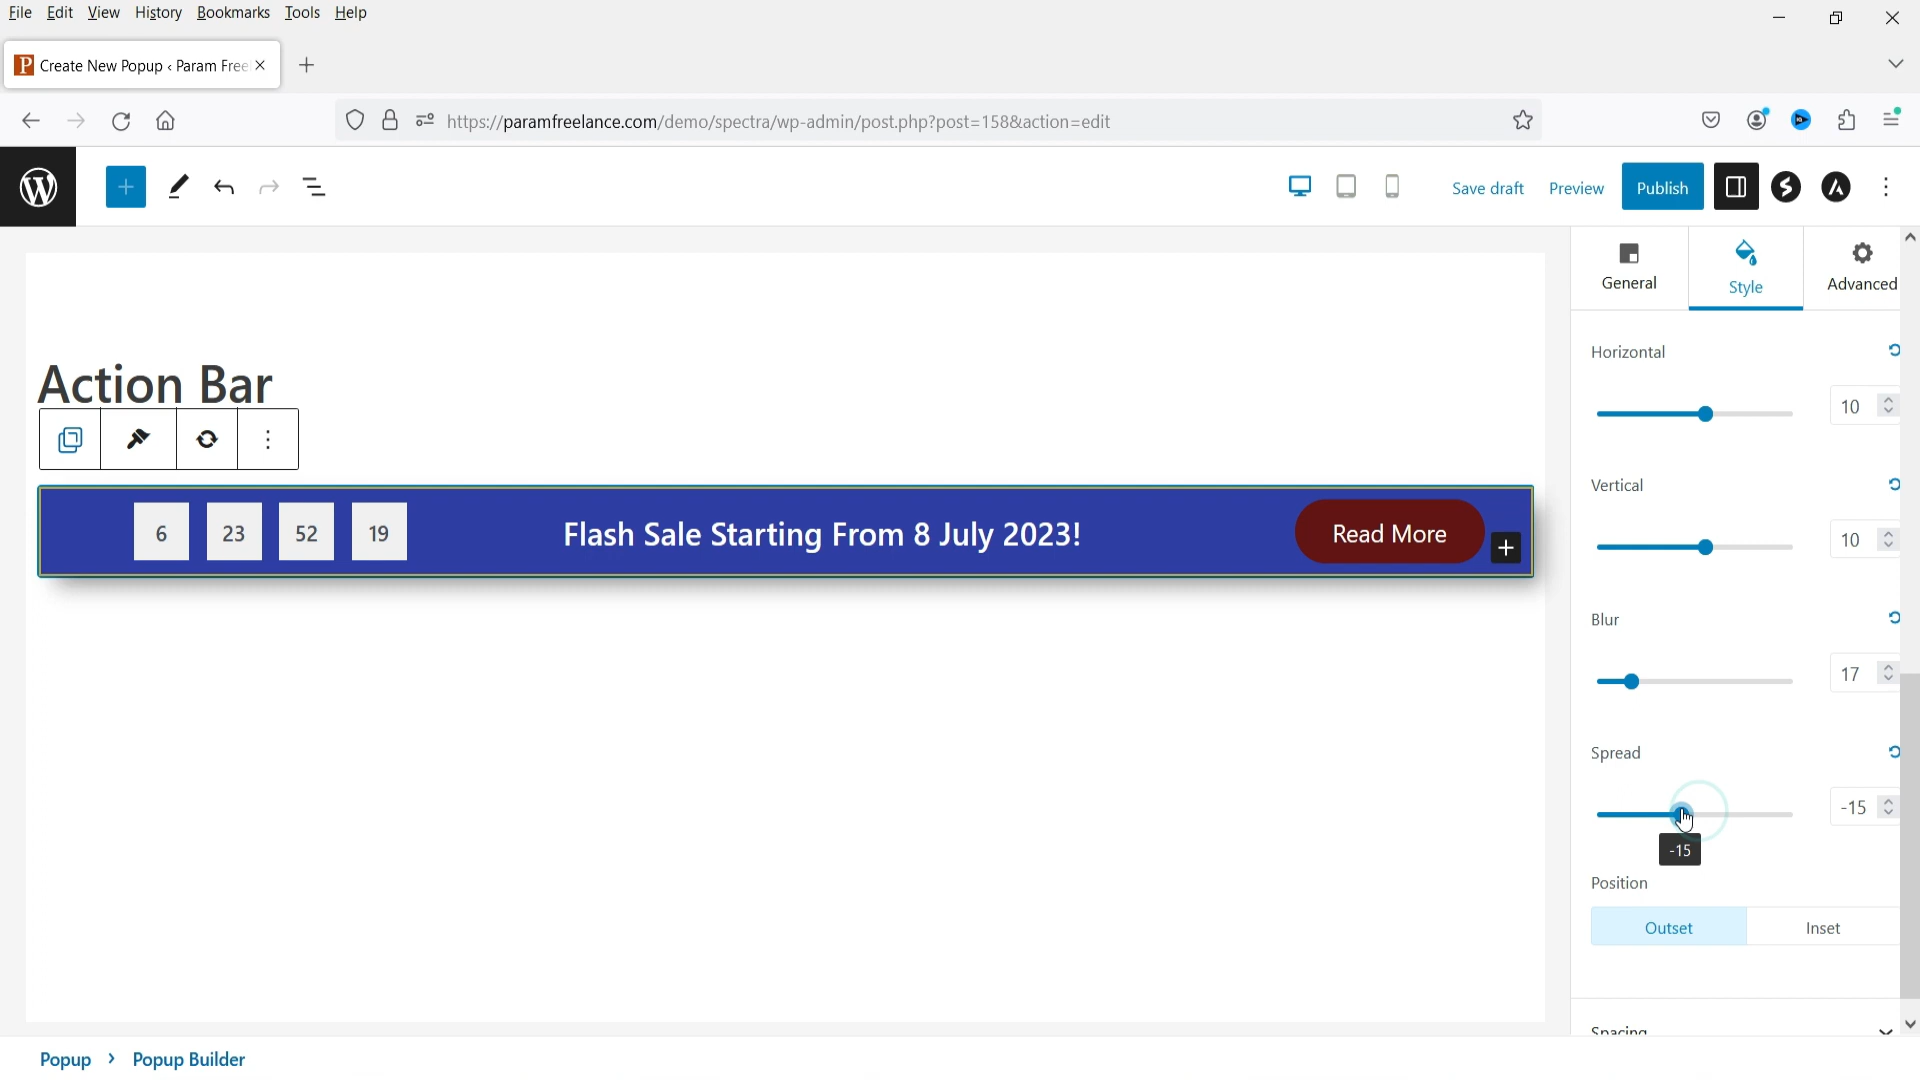 File Edit View History Bookmarks Tools Help
P Create New Popup ‹ Param Free
https://paramfreelance.com/demo/spectra/wp-admin/post.php?post=158&action=edit
Save draft Preview Publish
General Style Advanced
Horizontal
10
Action Bar
Vertical
10
6 23 52 19 Flash Sale Starting From 8 July 2023! Read More
Blur
17
Spread
-15
-15
Position
Outset Inset
Spacing
Popup › Popup Builder